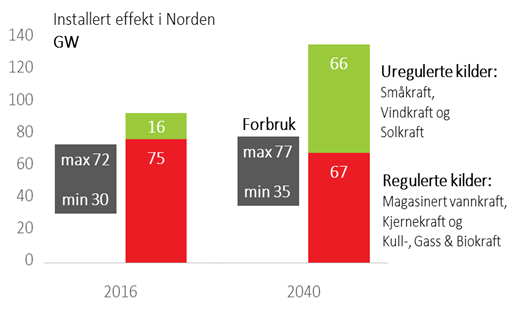 Installert effekt i Norden
GW
140
120
100
80
60
40
20
0
max 72
min 30
16
75
Forbruk
max 77
min 35
66
67
2016
2040
Uregulerte kilder:
Småkraft,
Vindkraft og
Solkraft
Regulerte kilder:
Magasinert vannkraft,
Kjernekraft og
Kull-, Gass & Biokraft